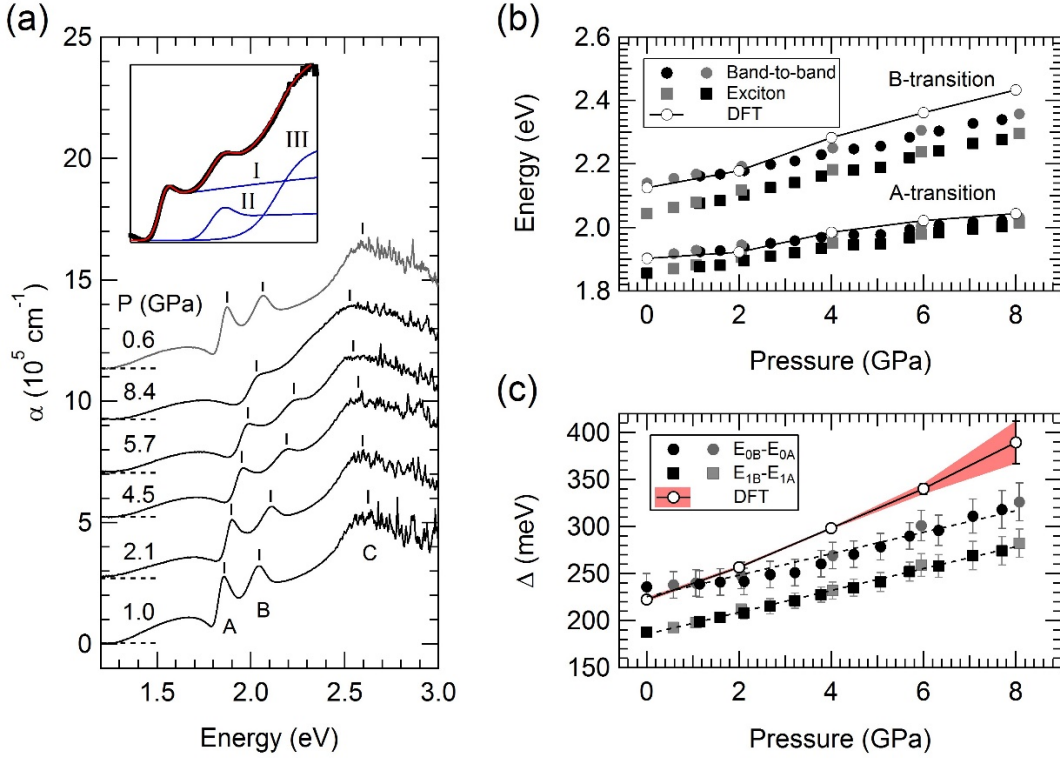 (a)
25
20
15
10
5
0
α (10⁵ cm⁻¹)
I
II
III
P (GPa)
0.6
8.4
5.7
4.5
2.1
1.0
A
B
C
1.5
2.0
2.5
3.0
Energy (eV)
(b)
2.6
2.4
2.2
2.0
1.8
Energy (eV)
Band-to-band
Exciton
DFT
B-transition
A-transition
0
2
4
6
8
Pressure (GPa)
(c)
400
350
300
250
200
150
Δ (meV)
E0B-E0A
E1B-E1A
DFT
0
2
4
6
8
Pressure (GPa)